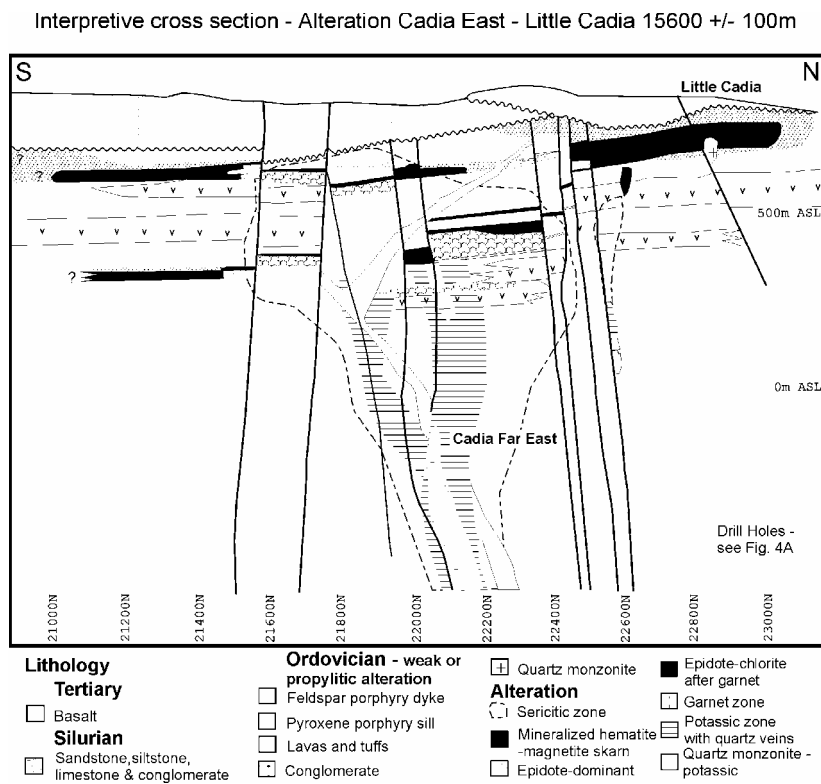 Interpretive cross section - Alteration Cadia East - Little Cadia 15600 +/- 100m
S
N
Little Cadia
?
?
500m ASL
?
0m ASL
Cadia Far East
Drill Holes -
see Fig. 4A
21000N
21200N
21400N
21600N
21800N
22000N
22200N
22400N
22600N
22800N
23000N
Lithology
Tertiary
Basalt
Silurian
Sandstone,siltstone,
limestone & conglomerate
Ordovician - weak or
propylitic alteration
Feldspar porphyry dyke
Pyroxene porphyry sill
Lavas and tuffs
Conglomerate
Quartz monzonite
Alteration
Sericitic zone
Mineralized hematite
-magnetite skarn
Epidote-dominant
Epidote-chlorite
after garnet
Garnet zone
Potassic zone
with quartz veins
Quartz monzonite -
potassic